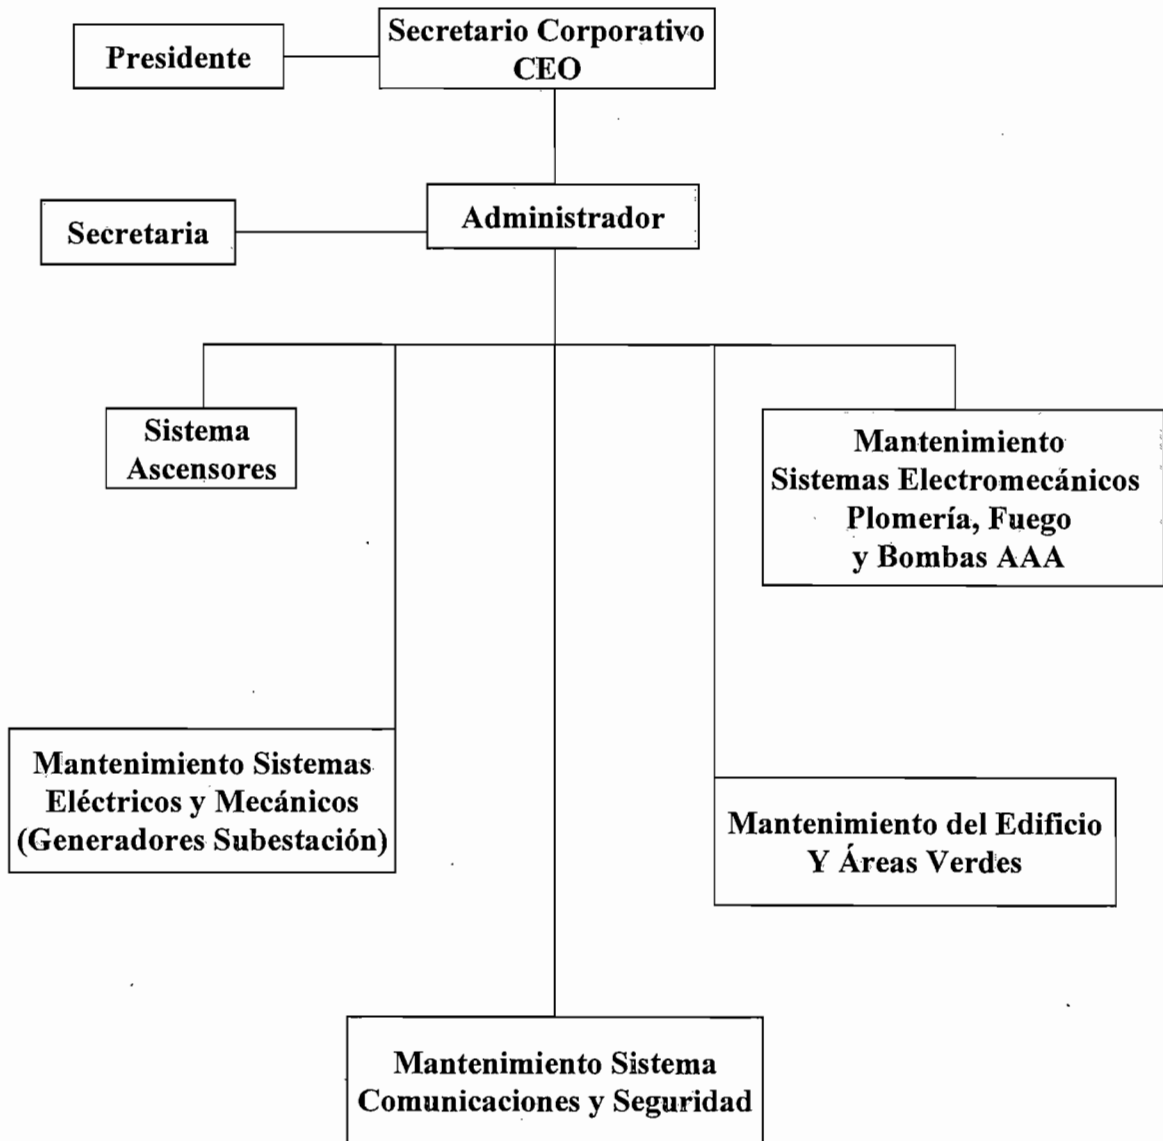 Presidente
Secretario Corporativo
CEO
Secretaria
Administrador
Sistema
Ascensores
Mantenimiento
Sistemas Electromecánicos
Plomería, Fuego
y Bombas AAA
Mantenimiento Sistemas
Eléctricos y Mecánicos
(Generadores Subestación)
Mantenimiento del Edificio
Y Áreas Verdes
Mantenimiento Sistema
Comunicaciones y Seguridad